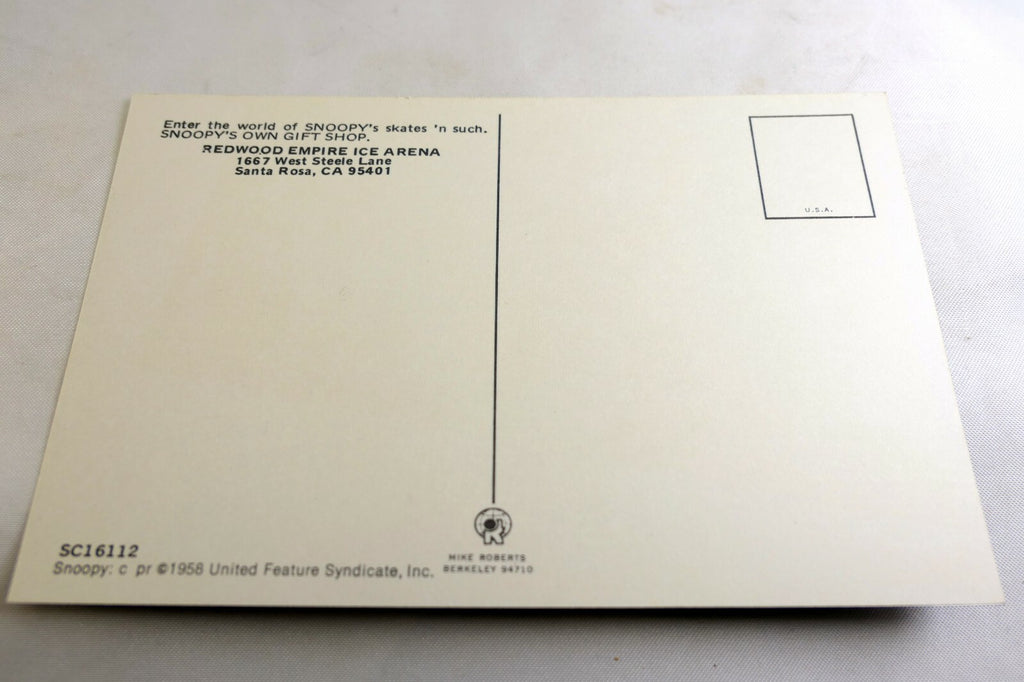 Enter the world of SNOOPY's skates 'n such.
SNOOPY'S OWN GIFT SHOP.
REDWOOD EMPIRE ICE ARENA
1667 West Steele Lane
Santa Rosa, CA 95401
U.S.A.
SC16112
Snoopy: c pr ©1958 United Feature Syndicate, Inc.
MIKE ROBERTS
BERKELEY 94710